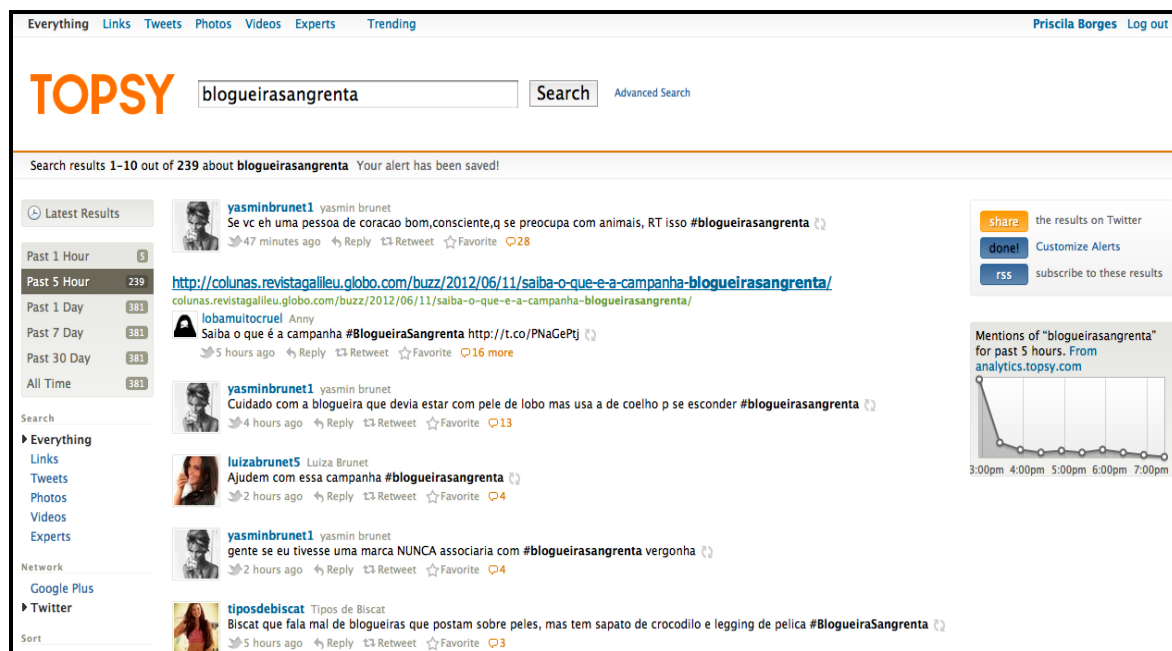 Everything Links Tweets Photos Videos Experts Trending Priscila Borges Log out
TOPSY blogueirasangrenta Search Advanced Search
Search results 1–10 out of 239 about blogueirasangrenta Your alert has been saved!
Latest Results
Past 1 Hour 5
Past 5 Hour 239
Past 1 Day 381
Past 7 Day 381
Past 30 Day 381
All Time 381
Search
Everything
Links
Tweets
Photos
Videos
Experts
Network
Google Plus
Twitter
Sort
yasminbrunet1 yasmin brunet
Se vc eh uma pessoa de coracao bom,consciente,q se preocupa com animais, RT isso #blogueirasangrenta
47 minutes ago Reply Retweet Favorite 28
http://colunas.revistagalileu.globo.com/buzz/2012/06/11/saiba-o-que-e-a-campanha-blogueirasangrenta/
colunas.revistagalileu.globo.com/buzz/2012/06/11/saiba-o-que-e-a-campanha-blogueirasangrenta/
lobamuitocruel Anny
Saiba o que é a campanha #BlogueiraSangrenta http://t.co/PNaGePtj
5 hours ago Reply Retweet Favorite 16 more
yasminbrunet1 yasmin brunet
Cuidado com a blogueira que devia estar com pele de lobo mas usa a de coelho p se esconder #blogueirasangrenta
4 hours ago Reply Retweet Favorite 13
luizabrunet5 Luiza Brunet
Ajudem com essa campanha #blogueirasangrenta
2 hours ago Reply Retweet Favorite 4
yasminbrunet1 yasmin brunet
gente se eu tivesse uma marca NUNCA associaria com #blogueirasangrenta vergonha
2 hours ago Reply Retweet Favorite 4
tiposdebiscat Tipos de Biscat
Biscat que fala mal de blogueiras que postam sobre peles, mas tem sapato de crocodilo e legging de pelica #BlogueiraSangrenta
5 hours ago Reply Retweet Favorite 3
share the results on Twitter
done! Customize Alerts
rss subscribe to these results
Mentions of "blogueirasangrenta"
for past 5 hours. From
analytics.topsy.com
3:00pm 4:00pm 5:00pm 6:00pm 7:00pm